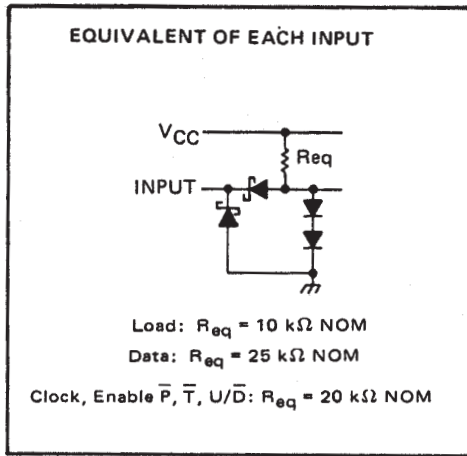 EQUIVALENT OF EACH INPUT
VCC
Req
INPUT
Load: Req = 10 kΩ NOM
Data: Req = 25 kΩ NOM
Clock, Enable P̅, T̅, U/D̅: Req = 20 kΩ NOM